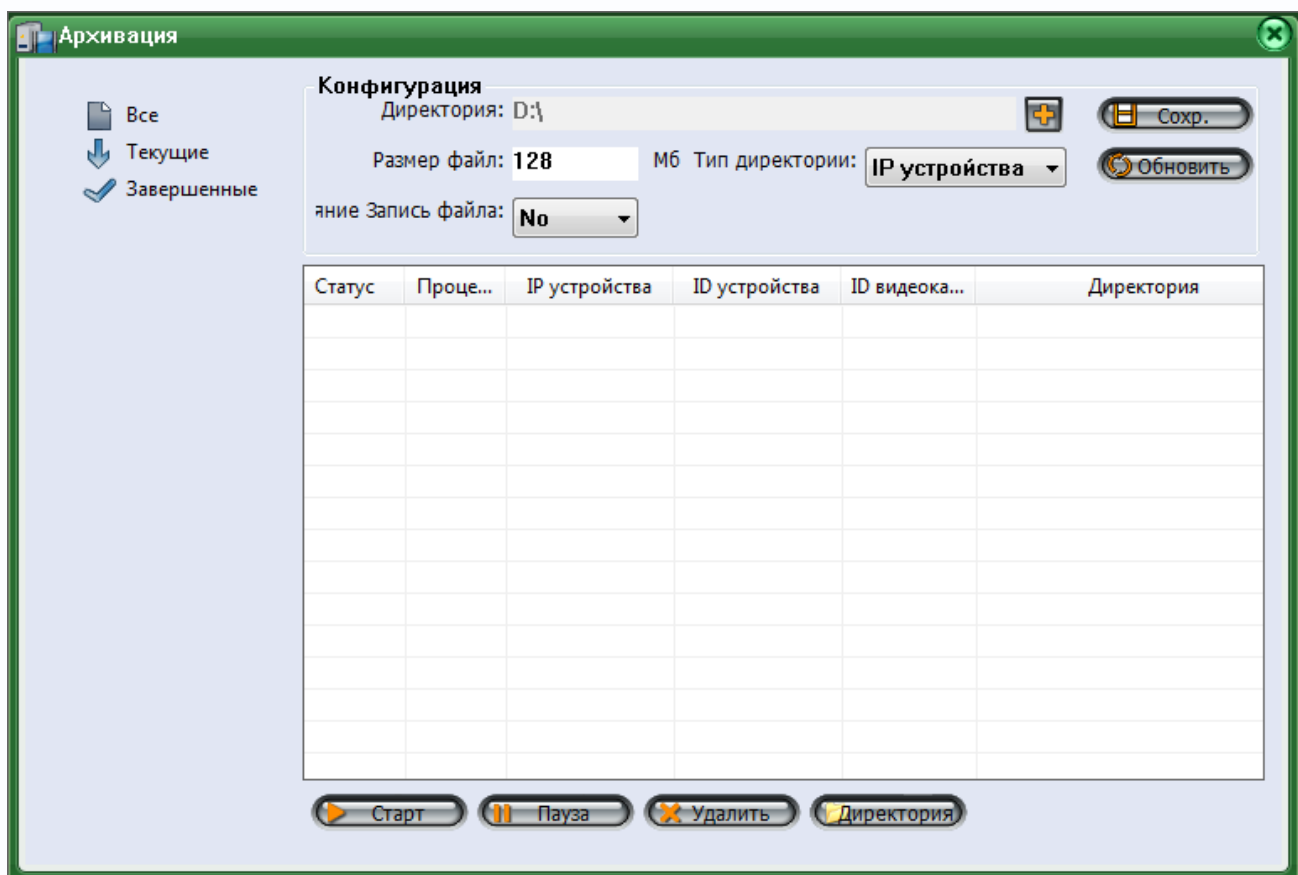 Архивация
Все
Текущие
Завершенные
Конфигурация
Директория: D:\
Сохр.
Размер файл: 128 Мб Тип директории: IP устройства
Обновить
яние Запись файла: No
Статус Проце... IP устройства ID устройства ID видеока... Директория
Старт Пауза Удалить Директория